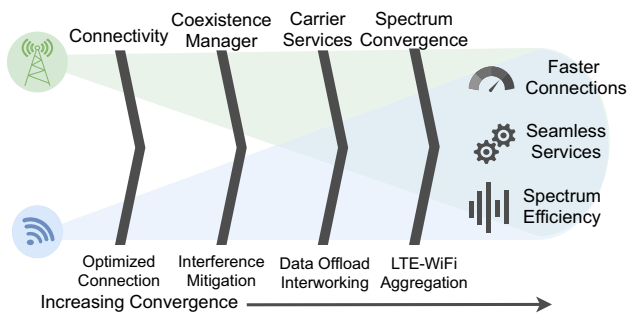 Connectivity
Coexistence
Manager
Carrier
Services
Spectrum
Convergence
Faster
Connections
Seamless
Services
Spectrum
Efficiency
Optimized
Connection
Interference
Mitigation
Data Offload
Interworking
LTE-WiFi
Aggregation
Increasing Convergence